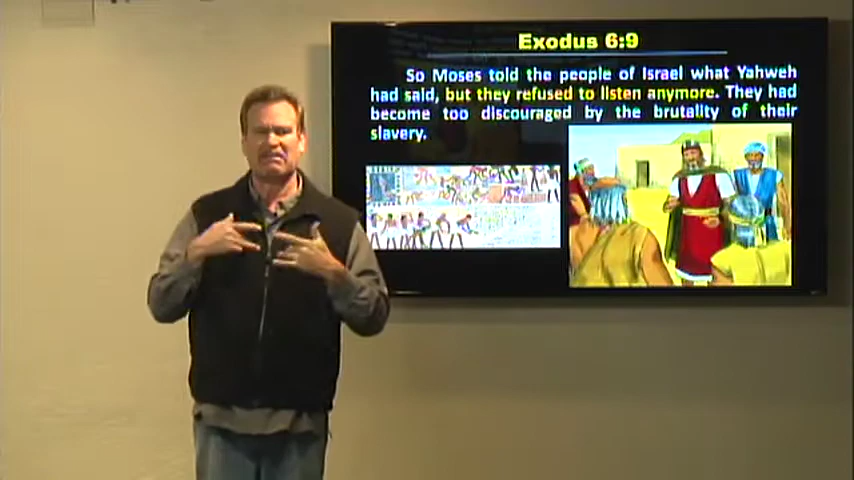 Exodus 6:9
So Moses told the people of Israel what Yahweh
had said, but they refused to listen anymore. They had
become too discouraged by the brutality of their
slavery.